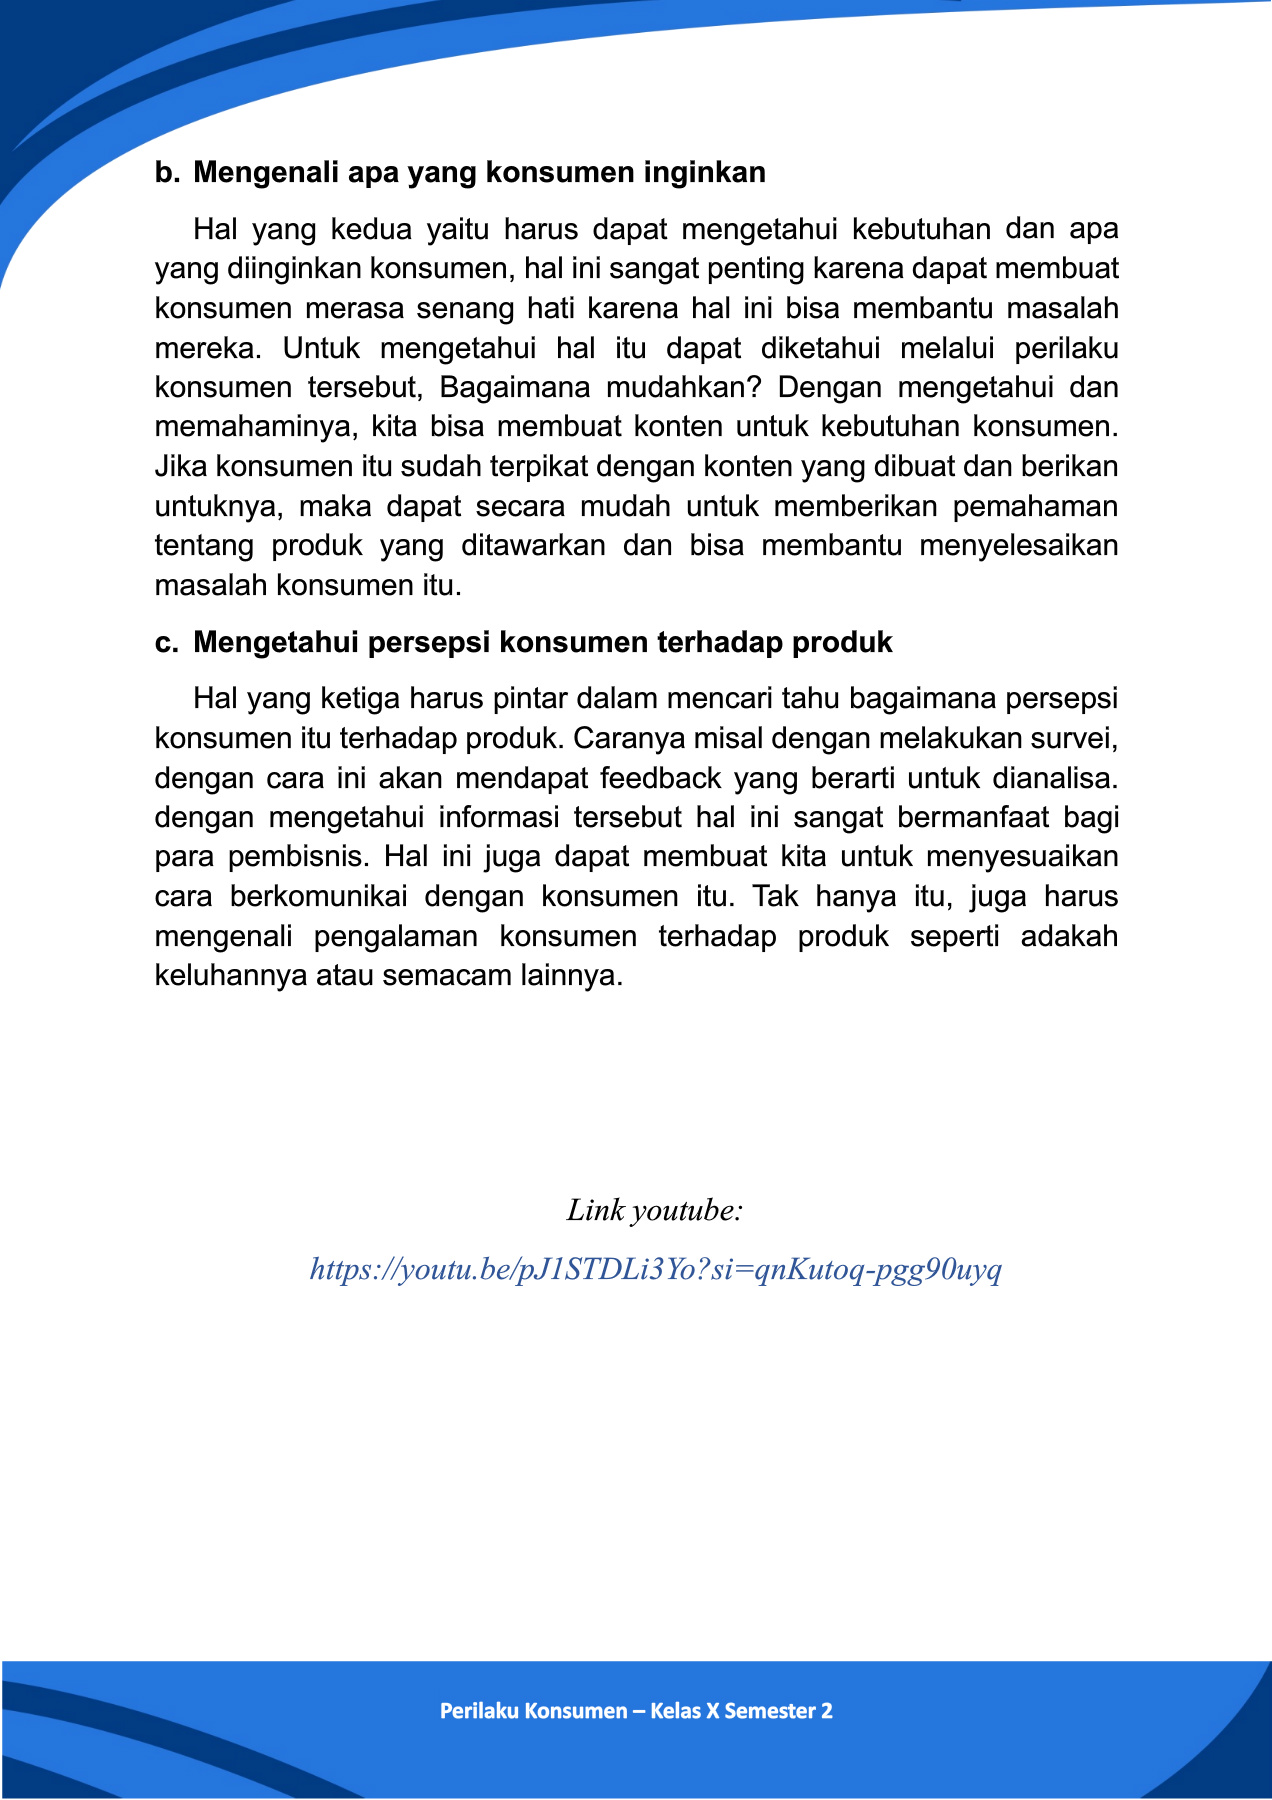 b. Mengenali apa yang konsumen inginkan
Hal yang kedua yaitu harus dapat mengetahui kebutuhan dan apa
yang diinginkan konsumen, hal ini sangat penting karena dapat membuat
konsumen merasa senang hati karena hal ini bisa membantu masalah
mereka. Untuk mengetahui hal itu dapat diketahui melalui perilaku
konsumen tersebut, Bagaimana mudahkan? Dengan mengetahui dan
memahaminya, kita bisa membuat konten untuk kebutuhan konsumen.
Jika konsumen itu sudah terpikat dengan konten yang dibuat dan berikan
untuknya, maka dapat secara mudah untuk memberikan pemahaman
tentang produk yang ditawarkan dan bisa membantu menyelesaikan
masalah konsumen itu.
c. Mengetahui persepsi konsumen terhadap produk
Hal yang ketiga harus pintar dalam mencari tahu bagaimana persepsi
konsumen itu terhadap produk. Caranya misal dengan melakukan survei,
dengan cara ini akan mendapat feedback yang berarti untuk dianalisa.
dengan mengetahui informasi tersebut hal ini sangat bermanfaat bagi
para pembisnis. Hal ini juga dapat membuat kita untuk menyesuaikan
cara berkomunikai dengan konsumen itu. Tak hanya itu, juga harus
mengenali pengalaman konsumen terhadap produk seperti adakah
keluhannya atau semacam lainnya.
Link youtube:
https://youtu.be/pJ1STDLi3Yo?si=qnKutoq-pgg90uyq
Perilaku Konsumen – Kelas X Semester 2